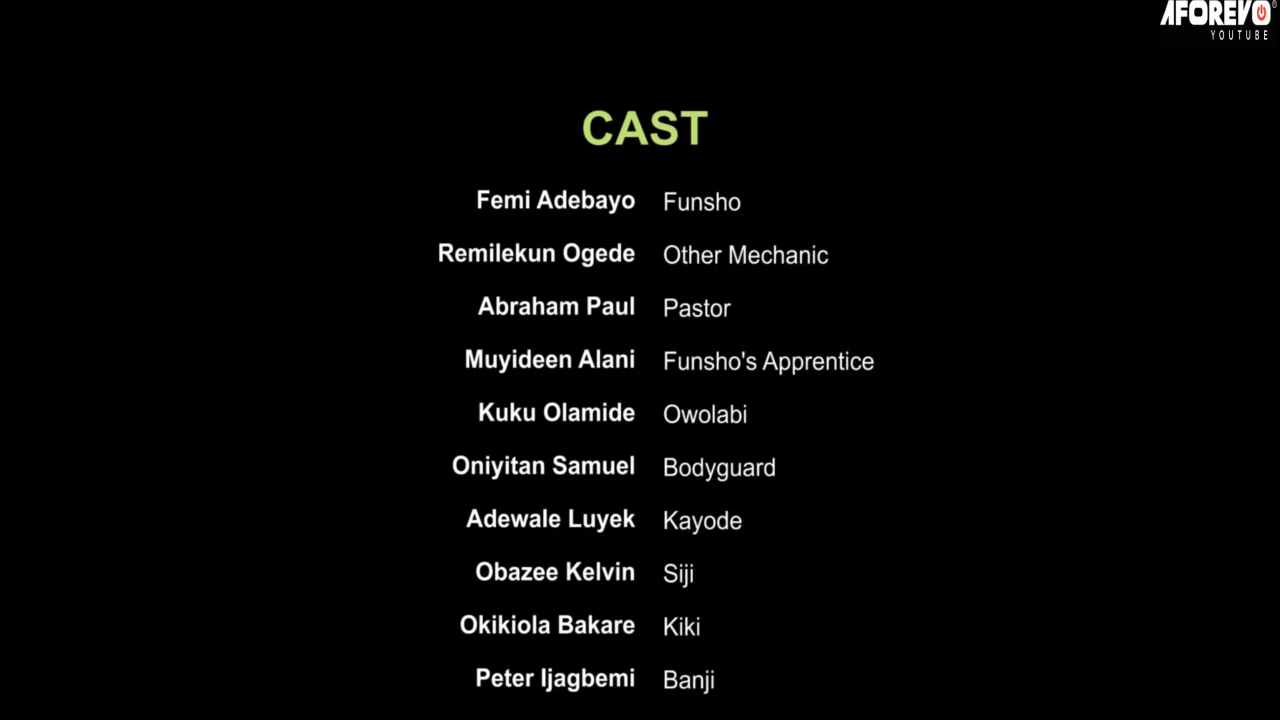 AFOREVO
YOUTUBE
CAST
Femi Adebayo Funsho
Remilekun Ogede Other Mechanic
Abraham Paul Pastor
Muyideen Alani Funsho's Apprentice
Kuku Olamide Owolabi
Oniyitan Samuel Bodyguard
Adewale Luyek Kayode
Obazee Kelvin Siji
Okikiola Bakare Kiki
Peter Ijagbemi Banji